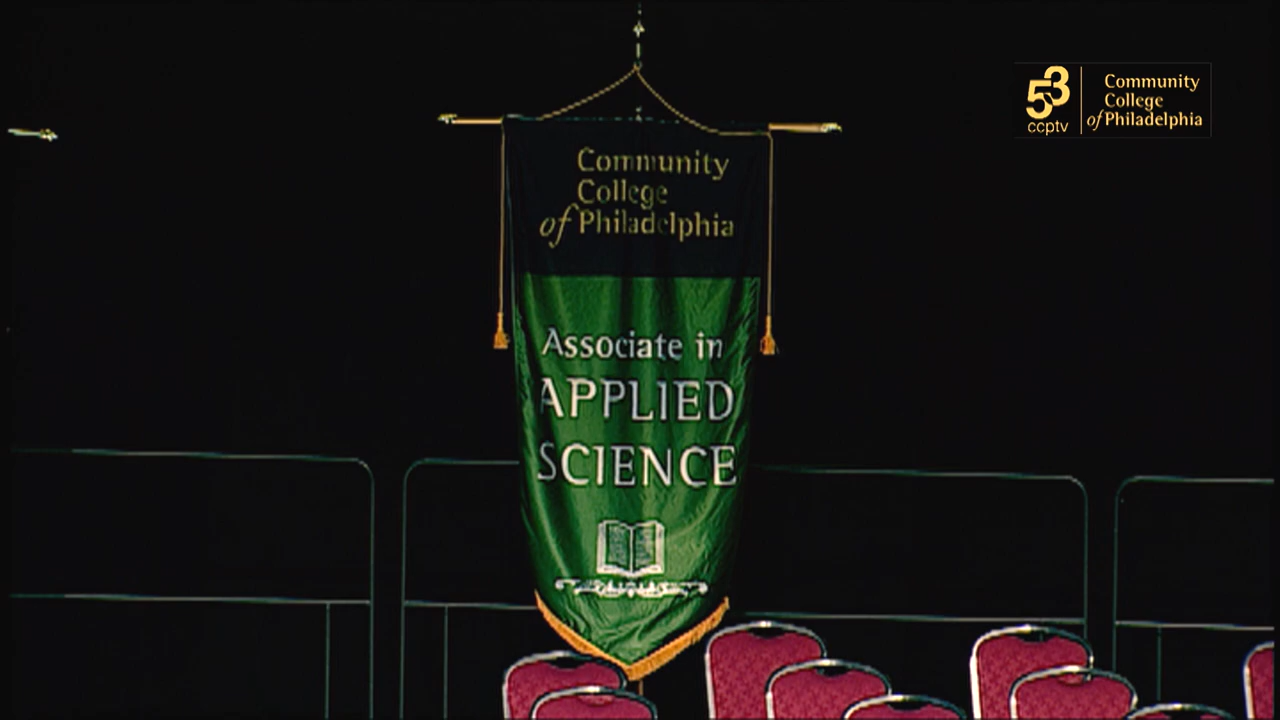 53
ccptv
Community
College
of Philadelphia
Community
College
of Philadelphia
Associate in
APPLIED
SCIENCE